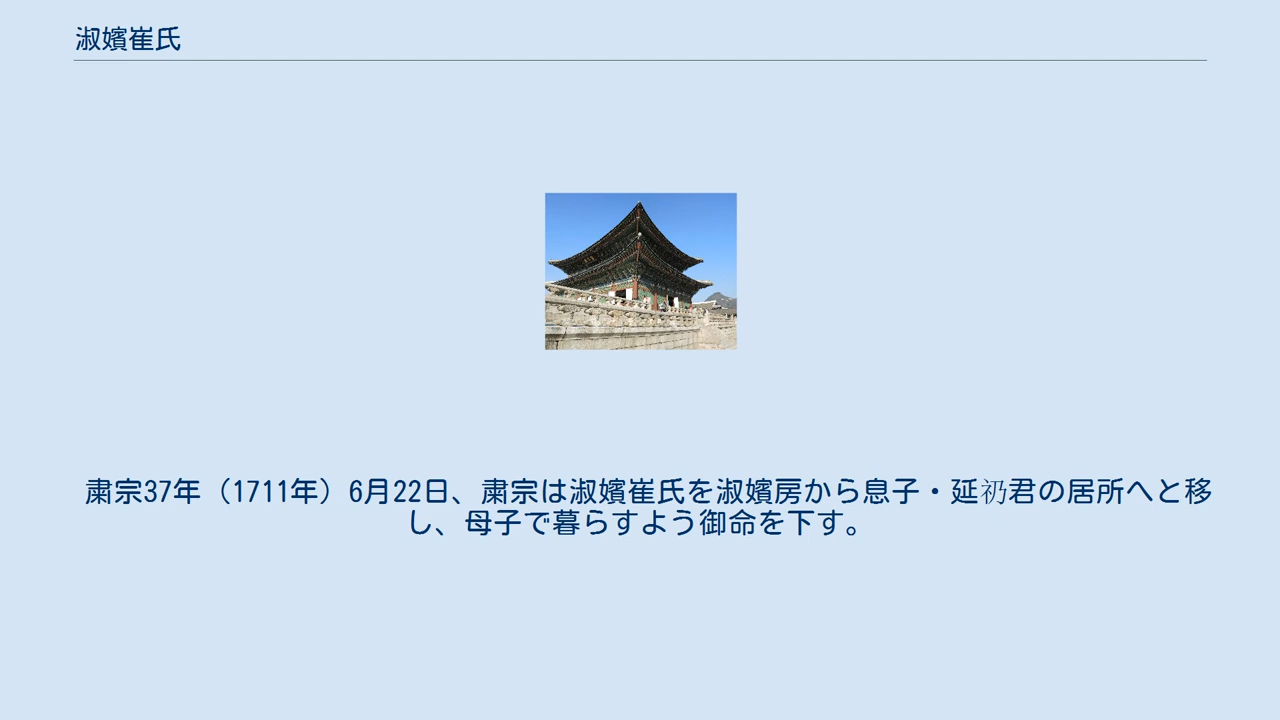 淑嬪崔氏
粛宗37年（1711年）6月22日、粛宗は淑嬪崔氏を淑嬪房から息子・延礽君の居所へと移
し、母子で暮らすよう御命を下す。